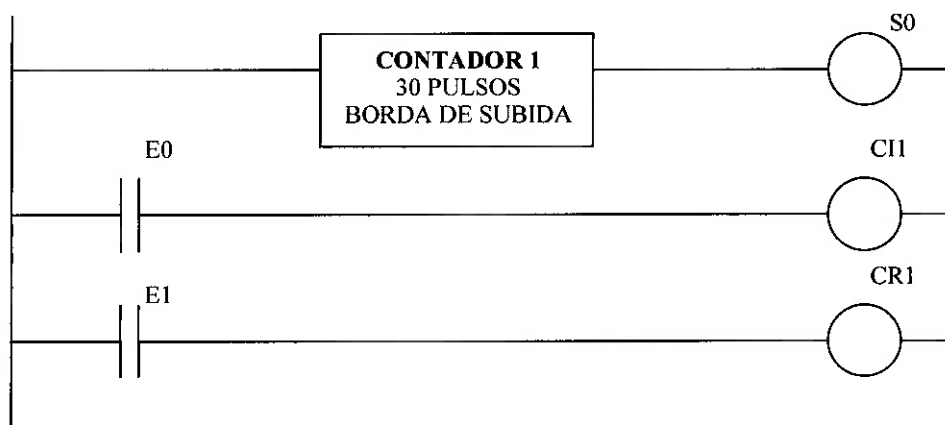 S0
CONTADOR 1
30 PULSOS
BORDA DE SUBIDA
E0
CI1
E1
CR1